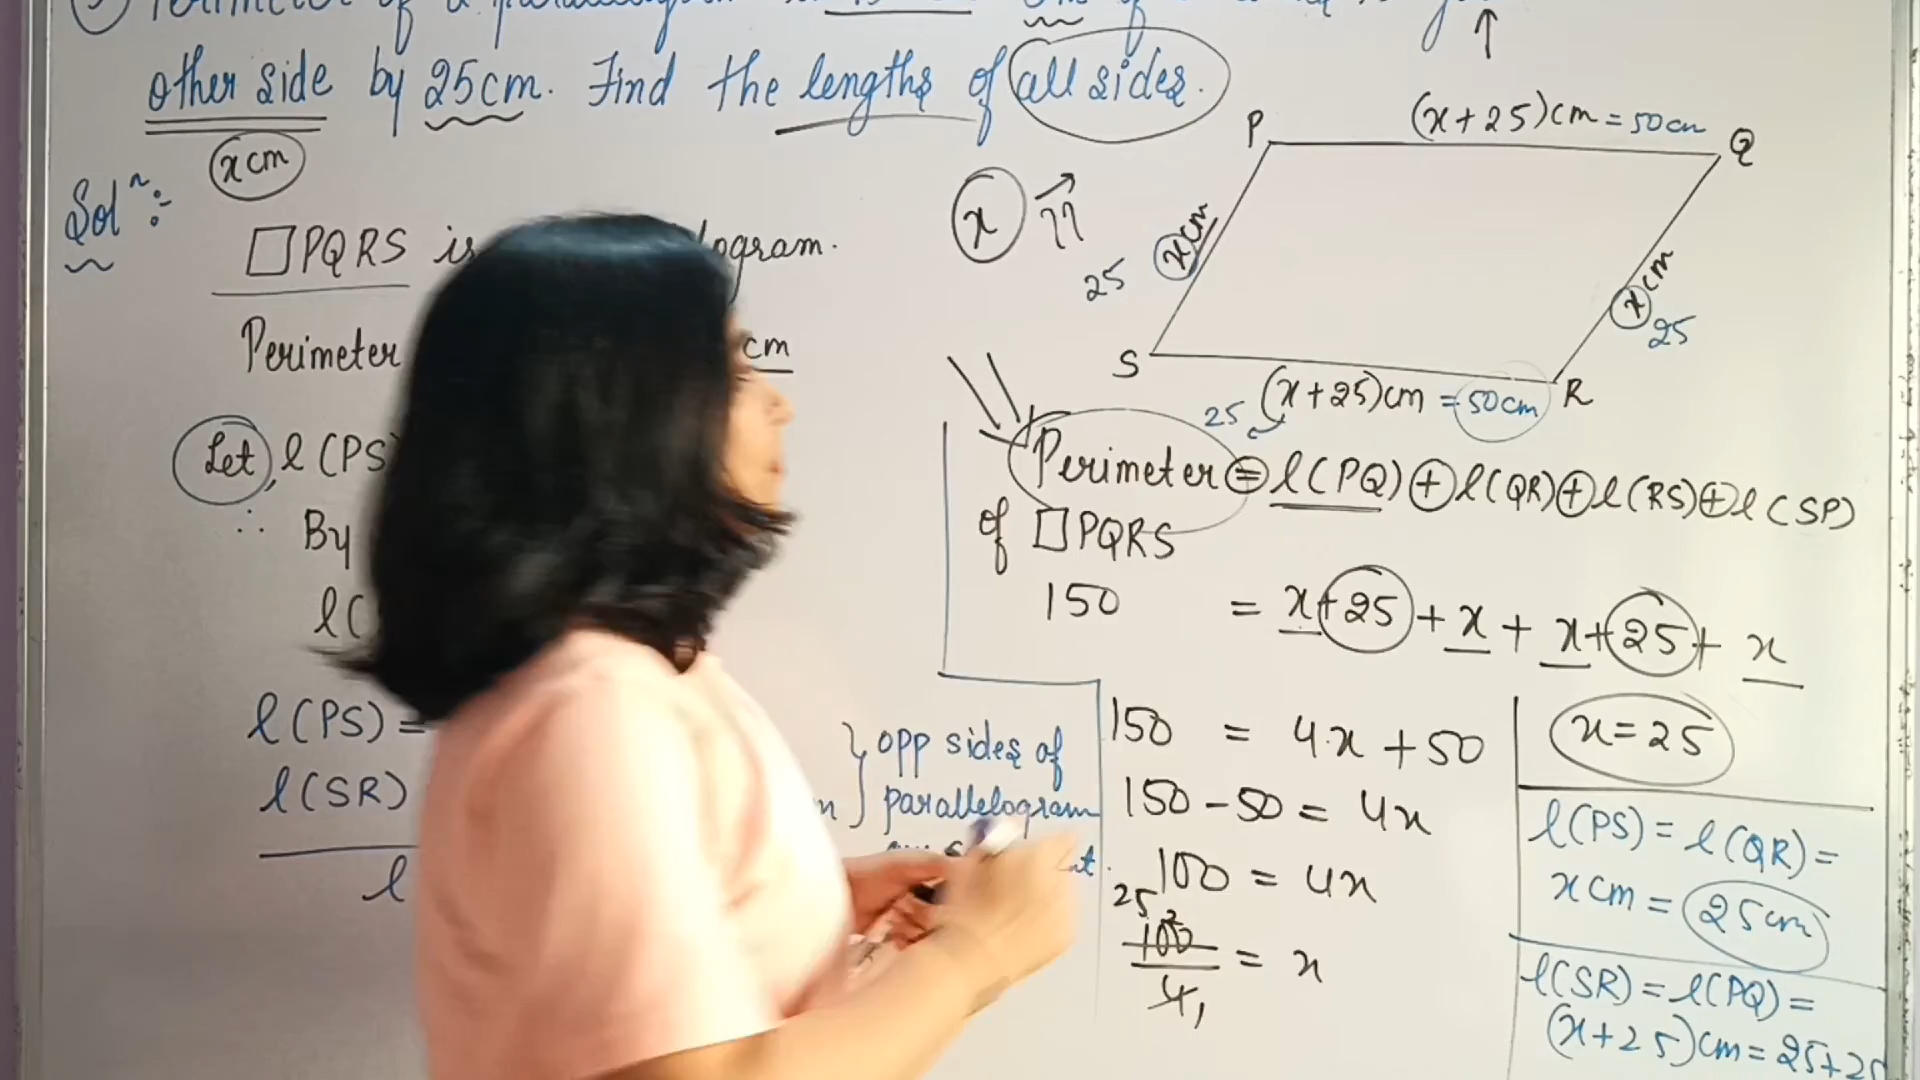 of a
other side by 25cm. Find the lengths of all sides.
x cm
Solⁿ:-
□PQRS is
Perimeter cm
Let, l(PS)
∴ By
l(
l(PS) =
l(SR)
l
} opp sides of
parallelogram
P (x+25)cm = 50cm Q
x
x cm
25
x cm
25
S (x+25)cm = 50cm R
25
Perimeter = l(PQ) + l(QR) + l(RS) + l(SP)
of □PQRS
150 = x+25 + x + x+25 + x
150 = 4x + 50
150 - 50 = 4x
100 = 4x
25
100/4 = x
x = 25
l(PS) = l(QR) =
x cm = 25cm
l(SR) = l(PQ) =
(x+25)cm = 25+25